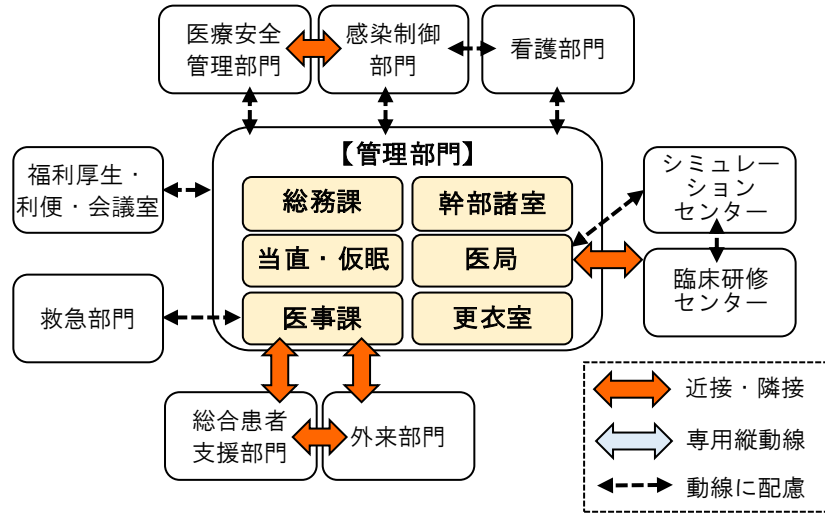 医療安全
管理部門
感染制御
部門
看護部門
【管理部門】
福利厚生・
利便・会議室
総務課
幹部諸室
シミュレー
ション
センター
当直・仮眠
医局
臨床研修
センター
救急部門
医事課
更衣室
総合患者
支援部門
外来部門
近接・隣接
専用縦動線
動線に配慮